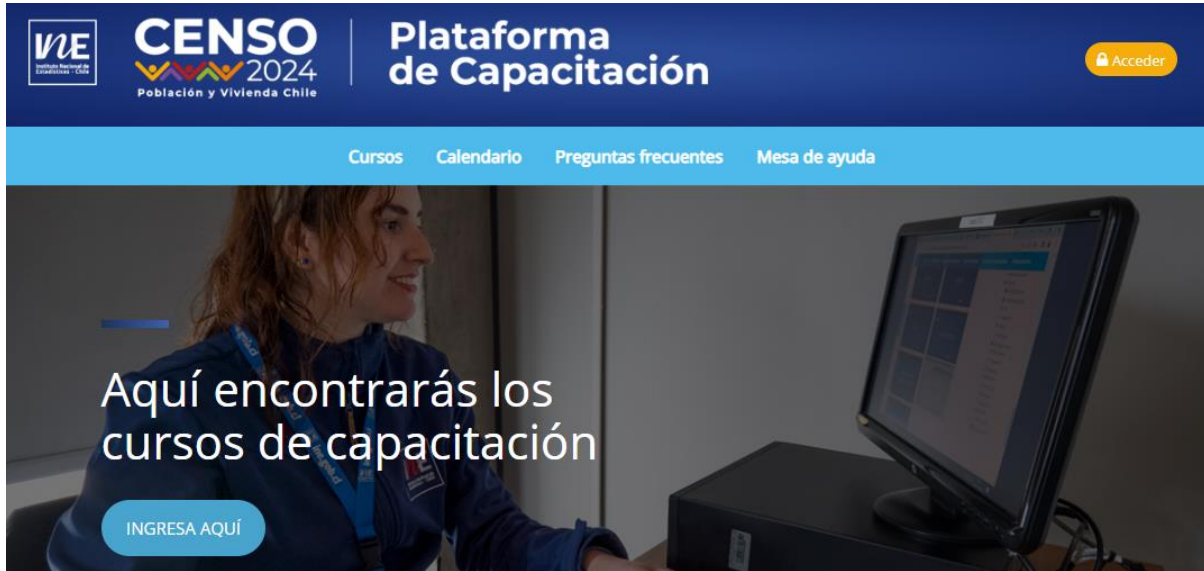 INE
Instituto Nacional de
Estadísticas - Chile
CENSO
2024
Población y Vivienda Chile
Plataforma
de Capacitación
Acceder
Cursos
Calendario
Preguntas frecuentes
Mesa de ayuda
Aquí encontrarás los
cursos de capacitación
INGRESA AQUÍ